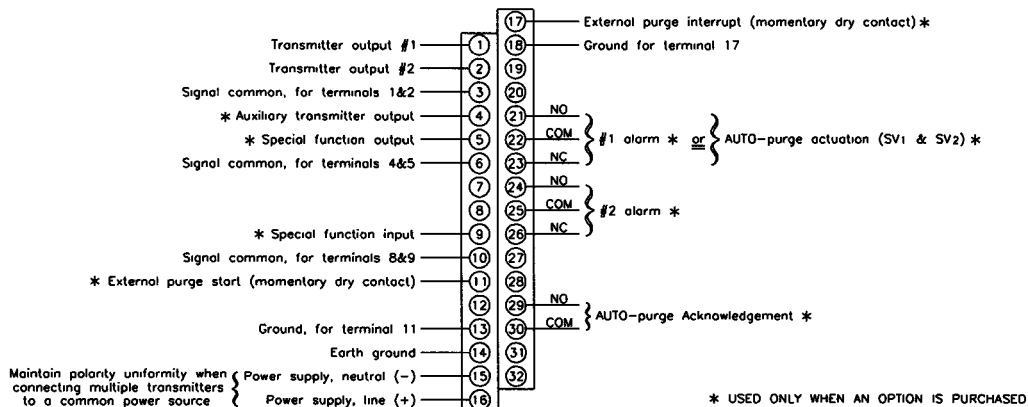 Transmitter output #1
Transmitter output #2
Signal common, for terminals 1&2
* Auxiliary transmitter output
* Special function output
Signal common, for terminals 4&5
* Special function input
Signal common, for terminals 8&9
* External purge start (momentary dry contact)
Ground, for terminal 11
Earth ground
Maintain polarity uniformity when
connecting multiple transmitters
to a common power source
Power supply, neutral (-)
Power supply, line (+)
1
2
3
4
5
6
7
8
9
10
11
12
13
14
15
16
17
18
19
20
21
22
23
24
25
26
27
28
29
30
31
32
External purge interrupt (momentary dry contact) *
Ground for terminal 17
NO
COM
NC
#1 alarm * or AUTO-purge actuation (SV1 & SV2) *
NO
COM
NC
#2 alarm *
NO
COM
AUTO-purge Acknowledgement *
* USED ONLY WHEN AN OPTION IS PURCHASED